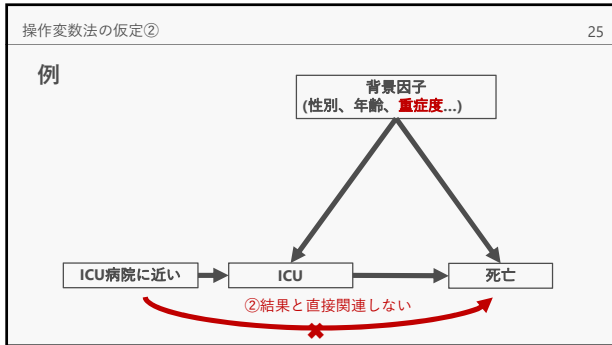 操作変数法の仮定②
25
例
背景因子
(性別、年齢、重症度...)
ICU病院に近い
ICU
死亡
②結果と直接関連しない